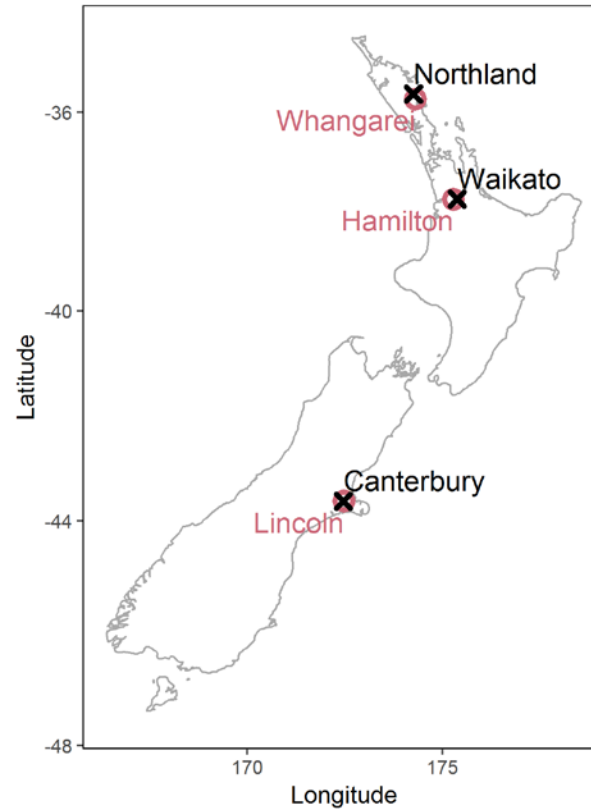 Northland
-36
Whangarei
Waikato
Hamilton
-40
Latitude
Canterbury
Lincoln
-44
-48
170
175
Longitude